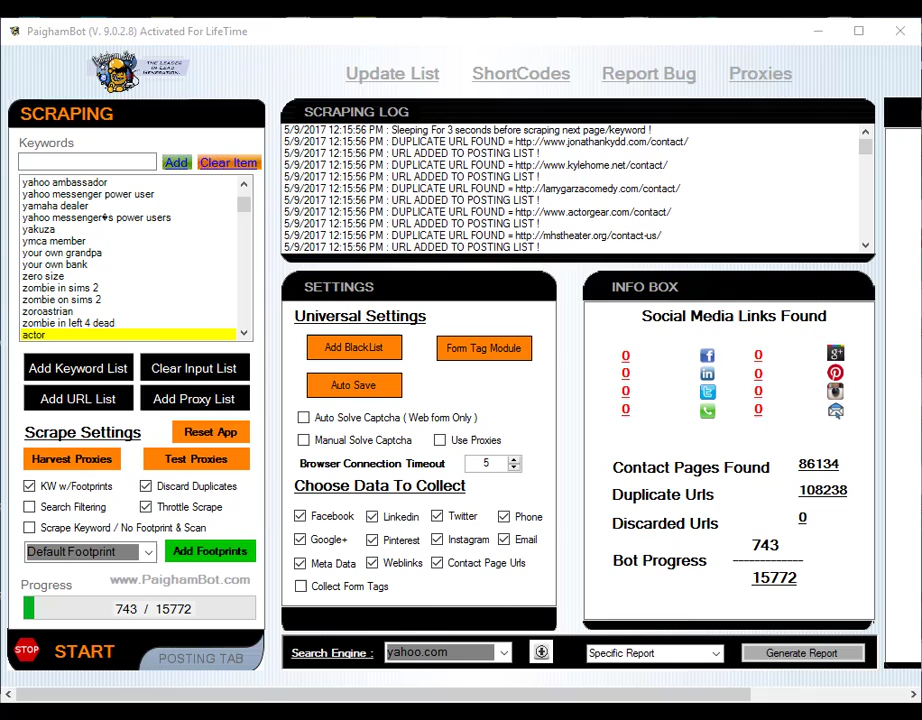 PaighamBot (V. 9.0.2.8) Activated For LifeTime
Update List
ShortCodes
Report Bug
Proxies
SCRAPING
Keywords
Add
Clear Item
yahoo ambassador
yahoo messenger power user
yamaha dealer
yahoo messenger�s power users
yakuza
ymca member
your own grandpa
your own bank
zero size
zombie in sims 2
zombie on sims 2
zoroastrian
zombie in left 4 dead
actor
Add Keyword List
Clear Input List
Add URL List
Add Proxy List
Scrape Settings
Reset App
Harvest Proxies
Test Proxies
KW w/Footprints
Discard Duplicates
Search Filtering
Throttle Scrape
Scrape Keyword / No Footprint & Scan
Default Footprint
Add Footprints
www.PaighamBot.com
Progress
743 / 15772
STOP
START
POSTING TAB
SCRAPING LOG
5/9/2017 12:15:56 PM : Sleeping For 3 seconds before scraping next page/keyword !
5/9/2017 12:15:56 PM : DUPLICATE URL FOUND = http://www.jonathankydd.com/contact/
5/9/2017 12:15:56 PM : URL ADDED TO POSTING LIST !
5/9/2017 12:15:56 PM : DUPLICATE URL FOUND = http://www.kylehome.net/contact/
5/9/2017 12:15:56 PM : URL ADDED TO POSTING LIST !
5/9/2017 12:15:56 PM : DUPLICATE URL FOUND = http://larrygarzacomedy.com/contact/
5/9/2017 12:15:56 PM : URL ADDED TO POSTING LIST !
5/9/2017 12:15:56 PM : DUPLICATE URL FOUND = http://www.actorgear.com/contact/
5/9/2017 12:15:56 PM : URL ADDED TO POSTING LIST !
5/9/2017 12:15:56 PM : DUPLICATE URL FOUND = http://mhstheater.org/contact-us/
5/9/2017 12:15:56 PM : URL ADDED TO POSTING LIST !
SETTINGS
Universal Settings
Add BlackList
Form Tag Module
Auto Save
Auto Solve Captcha ( Web form Only )
Manual Solve Captcha
Use Proxies
Browser Connection Timeout
5
Choose Data To Collect
Facebook
Linkedin
Twitter
Phone
Google+
Pinterest
Instagram
Email
Meta Data
Weblinks
Contact Page Urls
Collect Form Tags
INFO BOX
Social Media Links Found
0 0
0 0
0 0
0 0
Contact Pages Found 86134
Duplicate Urls 108238
Discarded Urls 0
743
Bot Progress -------------
15772
Search Engine :
yahoo.com
Specific Report
Generate Report